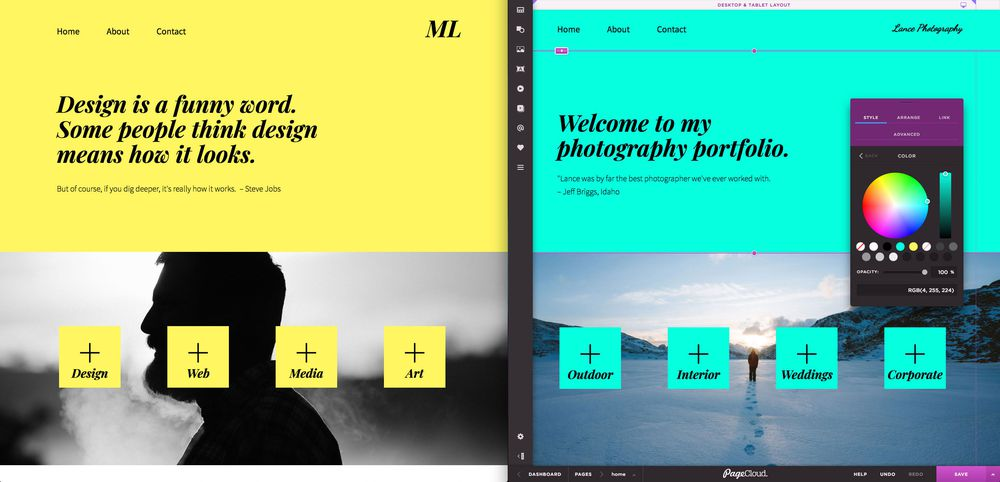 Home About Contact
ML
Design is a funny word.
Some people think design
means how it looks.
But of course, if you dig deeper, it's really how it works. – Steve Jobs
Design
Web
Media
Art
DESKTOP & TABLET LAYOUT
Home About Contact
Lance Photography
Welcome to my
photography portfolio.
"Lance was by far the best photographer we've ever worked with.
– Jeff Briggs, Idaho
STYLE ARRANGE LINK
ADVANCED
BACK COLOR
OPACITY: 100 %
RGB(4, 255, 224)
Outdoor
Interior
Weddings
Corporate
DASHBOARD PAGES home
PageCloud.
HELP UNDO REDO SAVE